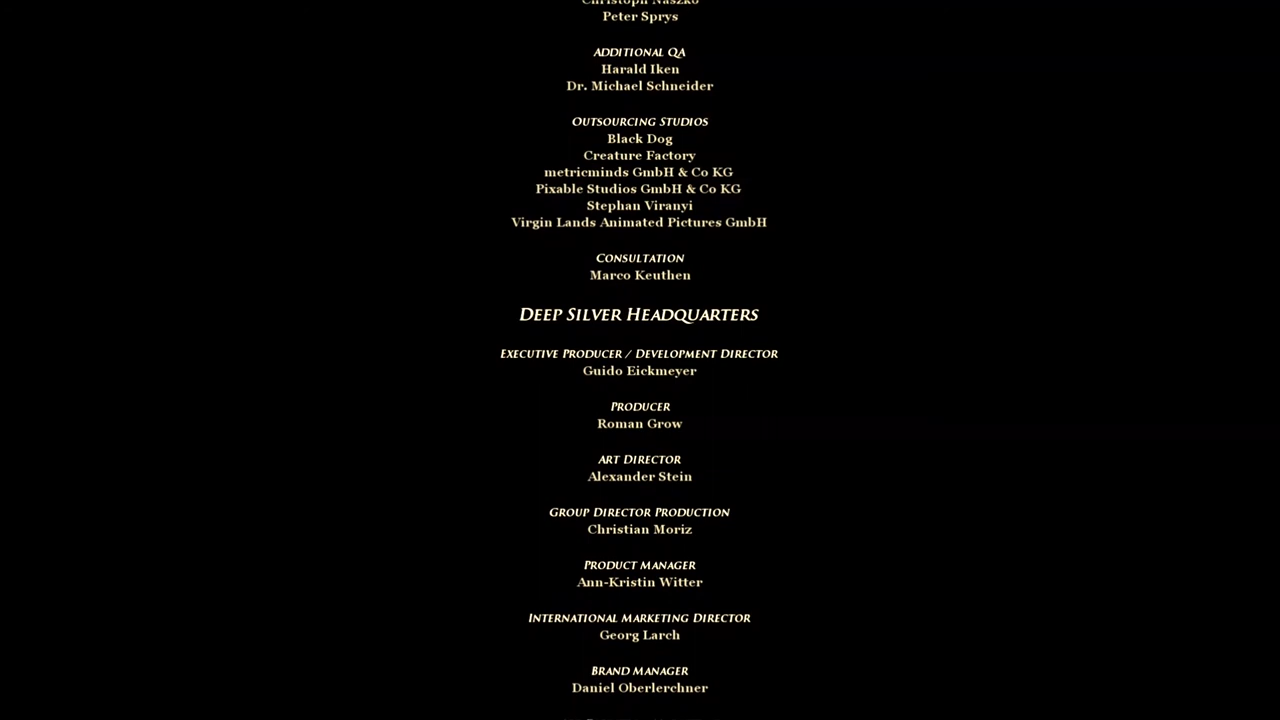 Peter Sprys
Additional QA
Harald Iken
Dr. Michael Schneider
Outsourcing Studios
Black Dog
Creature Factory
metricminds GmbH & Co KG
Pixable Studios GmbH & Co KG
Stephan Viranyi
Virgin Lands Animated Pictures GmbH
Consultation
Marco Keuthen
Deep Silver Headquarters
Executive Producer / Development Director
Guido Eickmeyer
Producer
Roman Grow
Art Director
Alexander Stein
Group Director Production
Christian Moriz
Product Manager
Ann-Kristin Witter
International Marketing Director
Georg Larch
Brand Manager
Daniel Oberlerchner